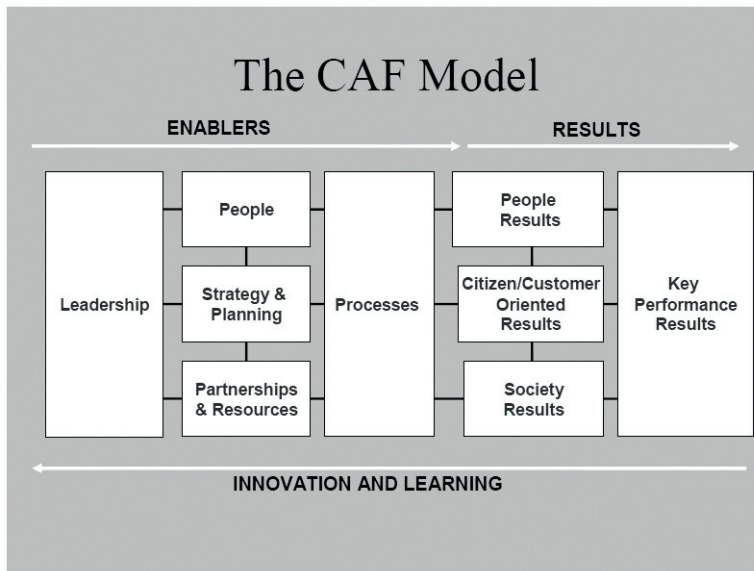 The CAF Model
ENABLERS
RESULTS
Leadership
People
Strategy &
Planning
Partnerships
& Resources
Processes
People
Results
Citizen/Customer
Oriented
Results
Society
Results
Key
Performance
Results
INNOVATION AND LEARNING